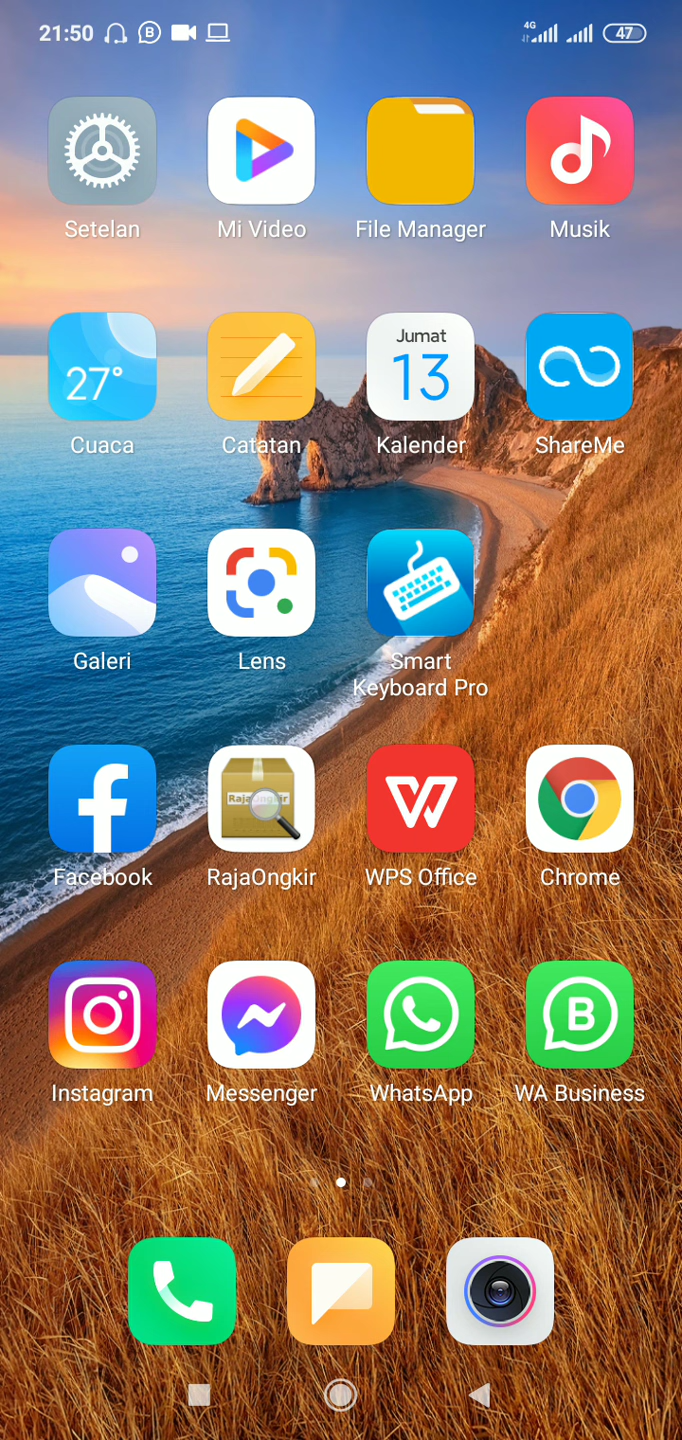 21:50
4G
47
Setelan
Mi Video
File Manager
Musik
27°
Jumat
13
Cuaca
Catatan
Kalender
ShareMe
Galeri
Lens
Smart
Keyboard Pro
RajaOngkir
Facebook
RajaOngkir
WPS Office
Chrome
B
Instagram
Messenger
WhatsApp
WA Business